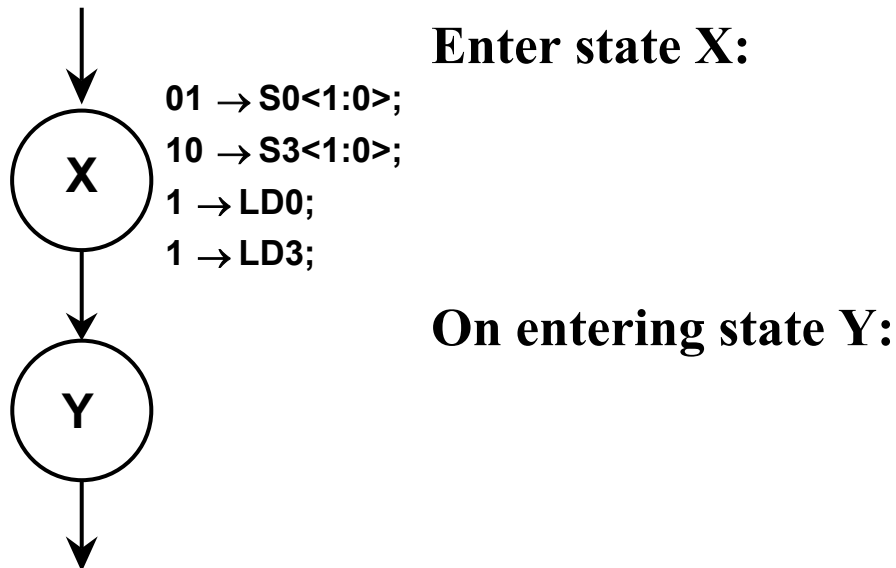 Enter state X:
01 → S0<1:0>;
10 → S3<1:0>;
X
1 → LD0;
1 → LD3;
On entering state Y:
Y